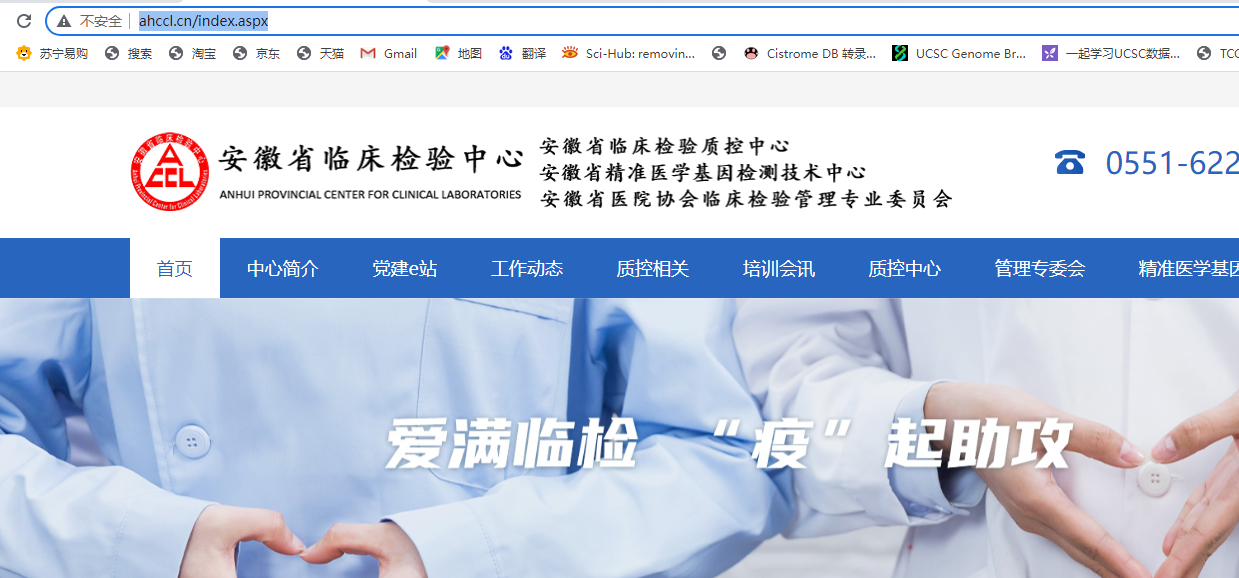 不安全 ahccl.cn/index.aspx
苏宁易购 搜索 淘宝 京东 天猫 Gmail 地图 翻译 Sci-Hub: removin... Cistrome DB 转录... UCSC Genome Br... 一起学习UCSC数据... TCG
安徽省临床检验中心
ANHUI PROVINCIAL CENTER FOR CLINICAL LABORATORIES
安徽省临床检验质控中心
安徽省精准医学基因检测技术中心
安徽省医院协会临床检验管理专业委员会
0551-622
首页 中心简介 党建e站 工作动态 质控相关 培训会讯 质控中心 管理专委会 精准医学基因
爱满临检 “疫”起助攻